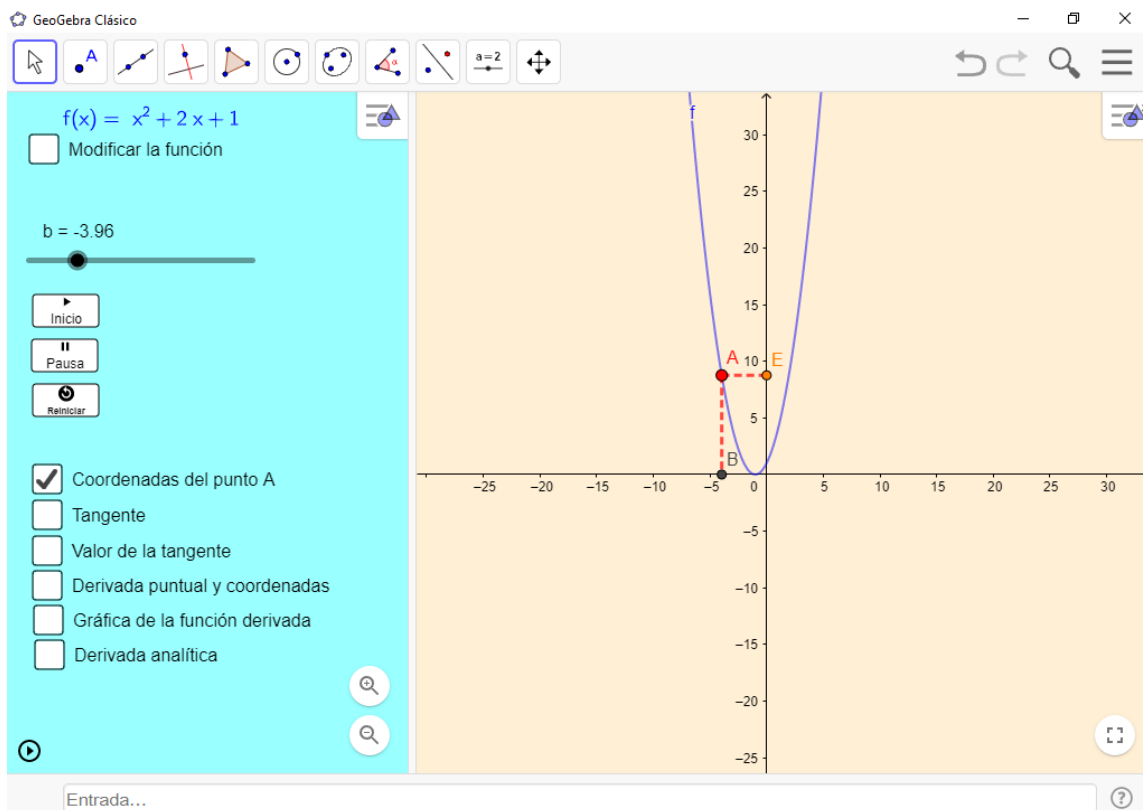 GeoGebra Clásico
A
α
a = 2
f(x) = x² + 2 x + 1
Modificar la función
b = -3.96
Inicio
Pausa
Reiniciar
Coordenadas del punto A
Tangente
Valor de la tangente
Derivada puntual y coordenadas
Gráfica de la función derivada
Derivada analítica
f
30
25
20
15
A 10 E
5
B
−25 −20 −15 −10 −5 0 5 10 15 20 25 30
−5
−10
−15
−20
−25
Entrada...
?